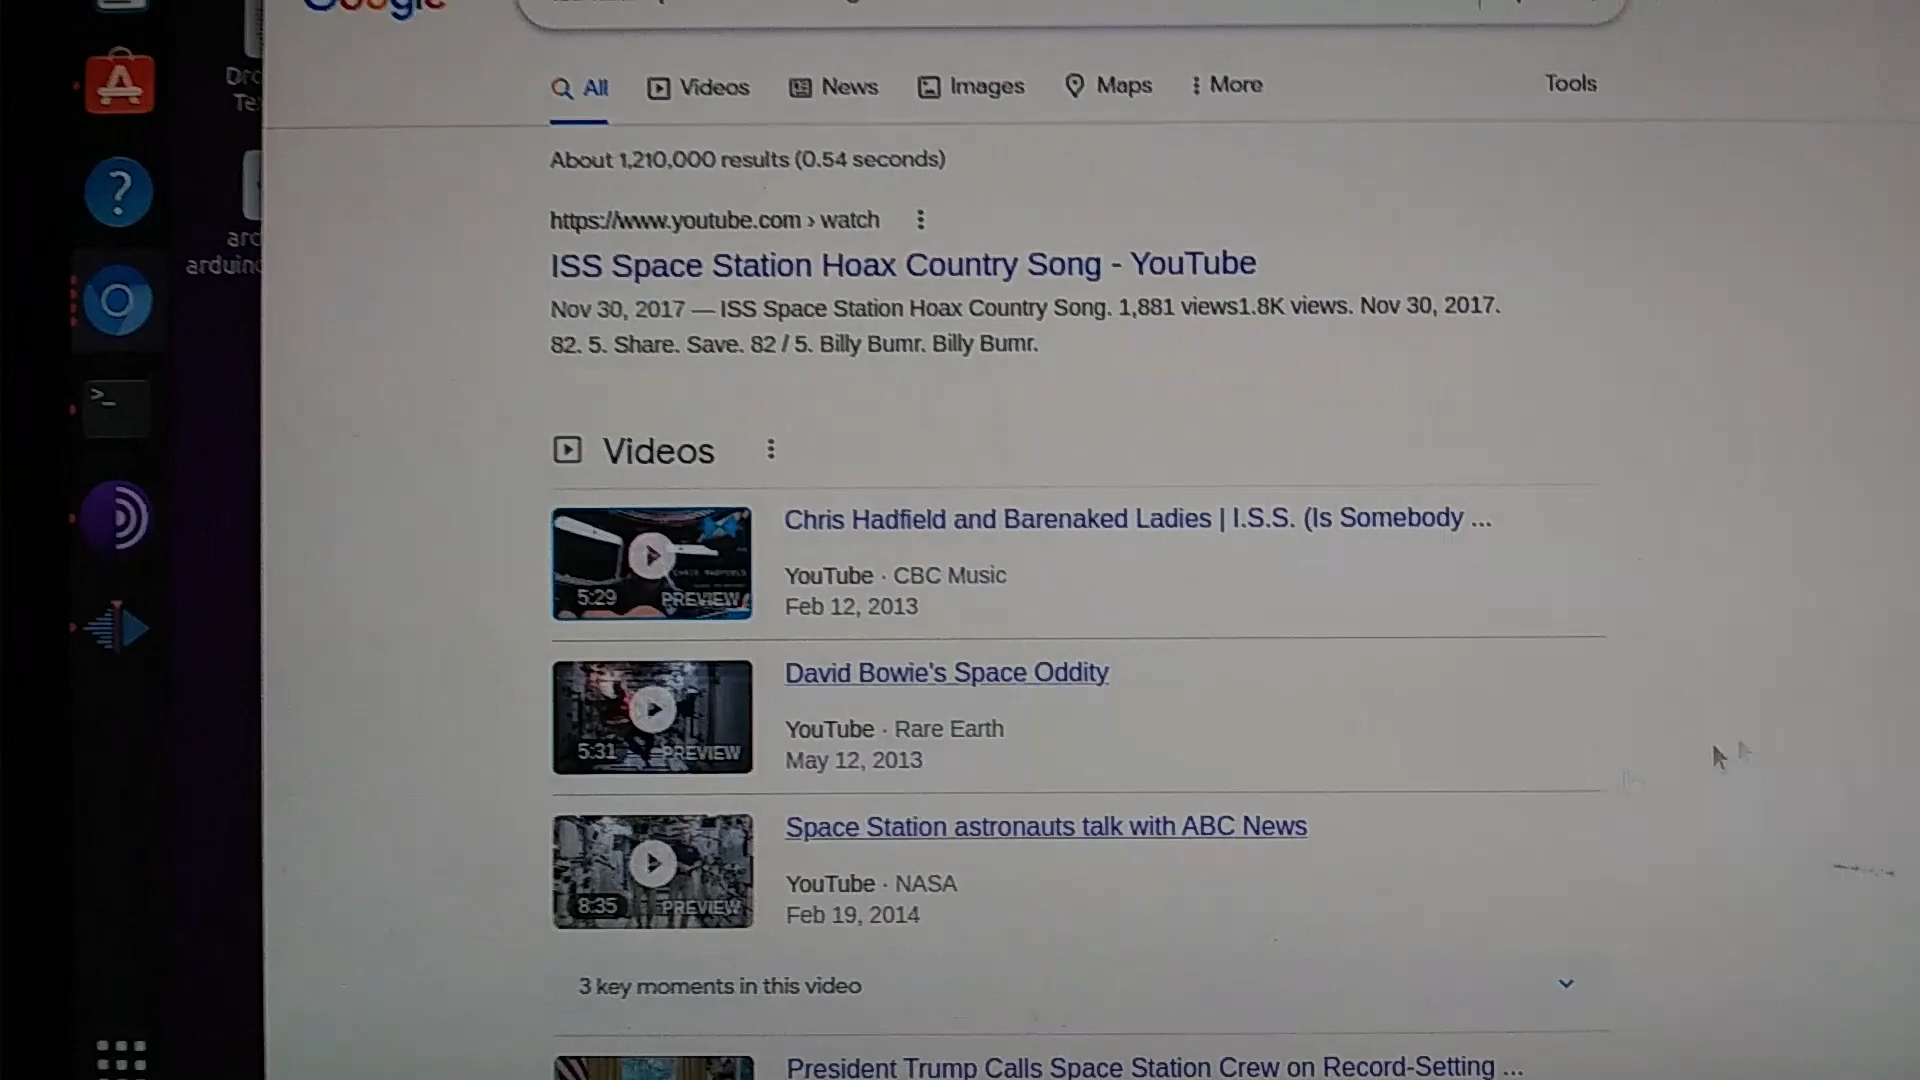 Google
All
Videos
News
Images
Maps
More
Tools
About 1,210,000 results (0.54 seconds)
https://www.youtube.com › watch
ISS Space Station Hoax Country Song - YouTube
Nov 30, 2017 — ISS Space Station Hoax Country Song. 1,881 views1.8K views. Nov 30, 2017.
82. 5. Share. Save. 82 / 5. Billy Bumr. Billy Bumr.
Videos
Chris Hadfield and Barenaked Ladies | I.S.S. (Is Somebody ...
YouTube · CBC Music
Feb 12, 2013
5:29 PREVIEW
David Bowie's Space Oddity
YouTube · Rare Earth
May 12, 2013
5:31 PREVIEW
Space Station astronauts talk with ABC News
YouTube · NASA
Feb 19, 2014
8:35 PREVIEW
3 key moments in this video
President Trump Calls Space Station Crew on Record-Setting ...